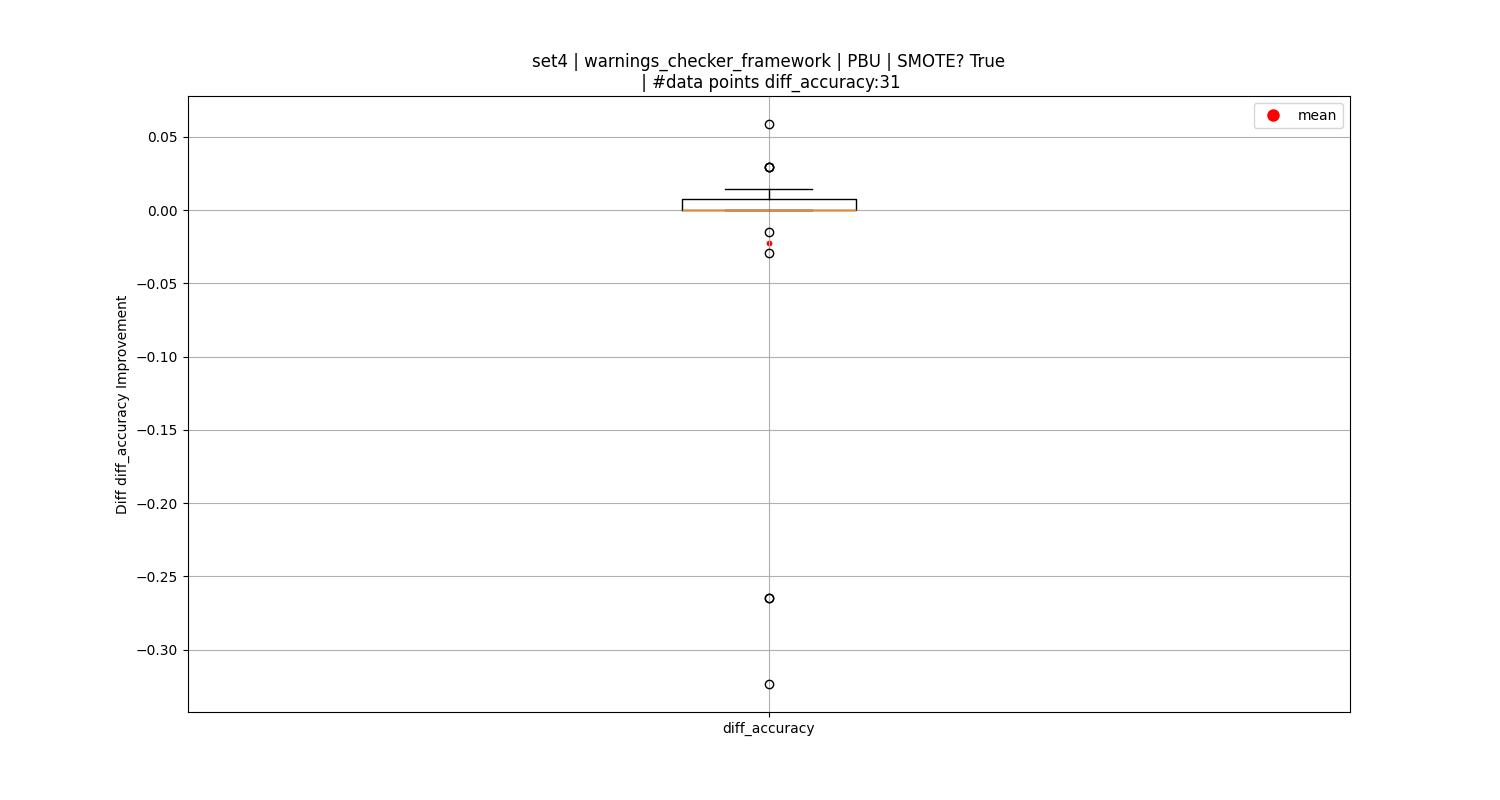 set4 | warnings_checker_framework | PBU | SMOTE? True
| #data points diff_accuracy:31
mean
0.05
0.00
−0.05
−0.10
−0.15
−0.20
−0.25
−0.30
Diff diff_accuracy Improvement
diff_accuracy